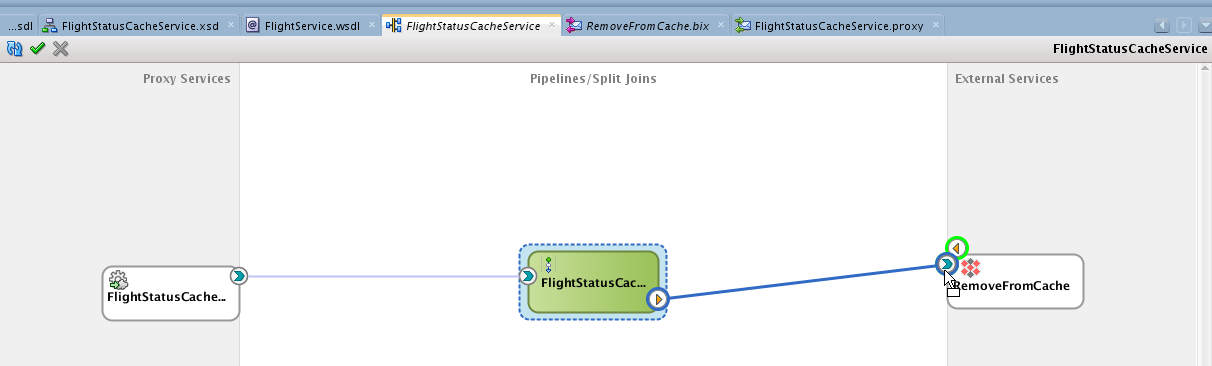 ...sdl FlightStatusCacheService.xsd FlightService.wsdl FlightStatusCacheService RemoveFromCache.bix FlightStatusCacheService.proxy
FlightStatusCacheService
Proxy Services Pipelines/Split Joins External Services
FlightStatusCache...
FlightStatusCac...
RemoveFromCache